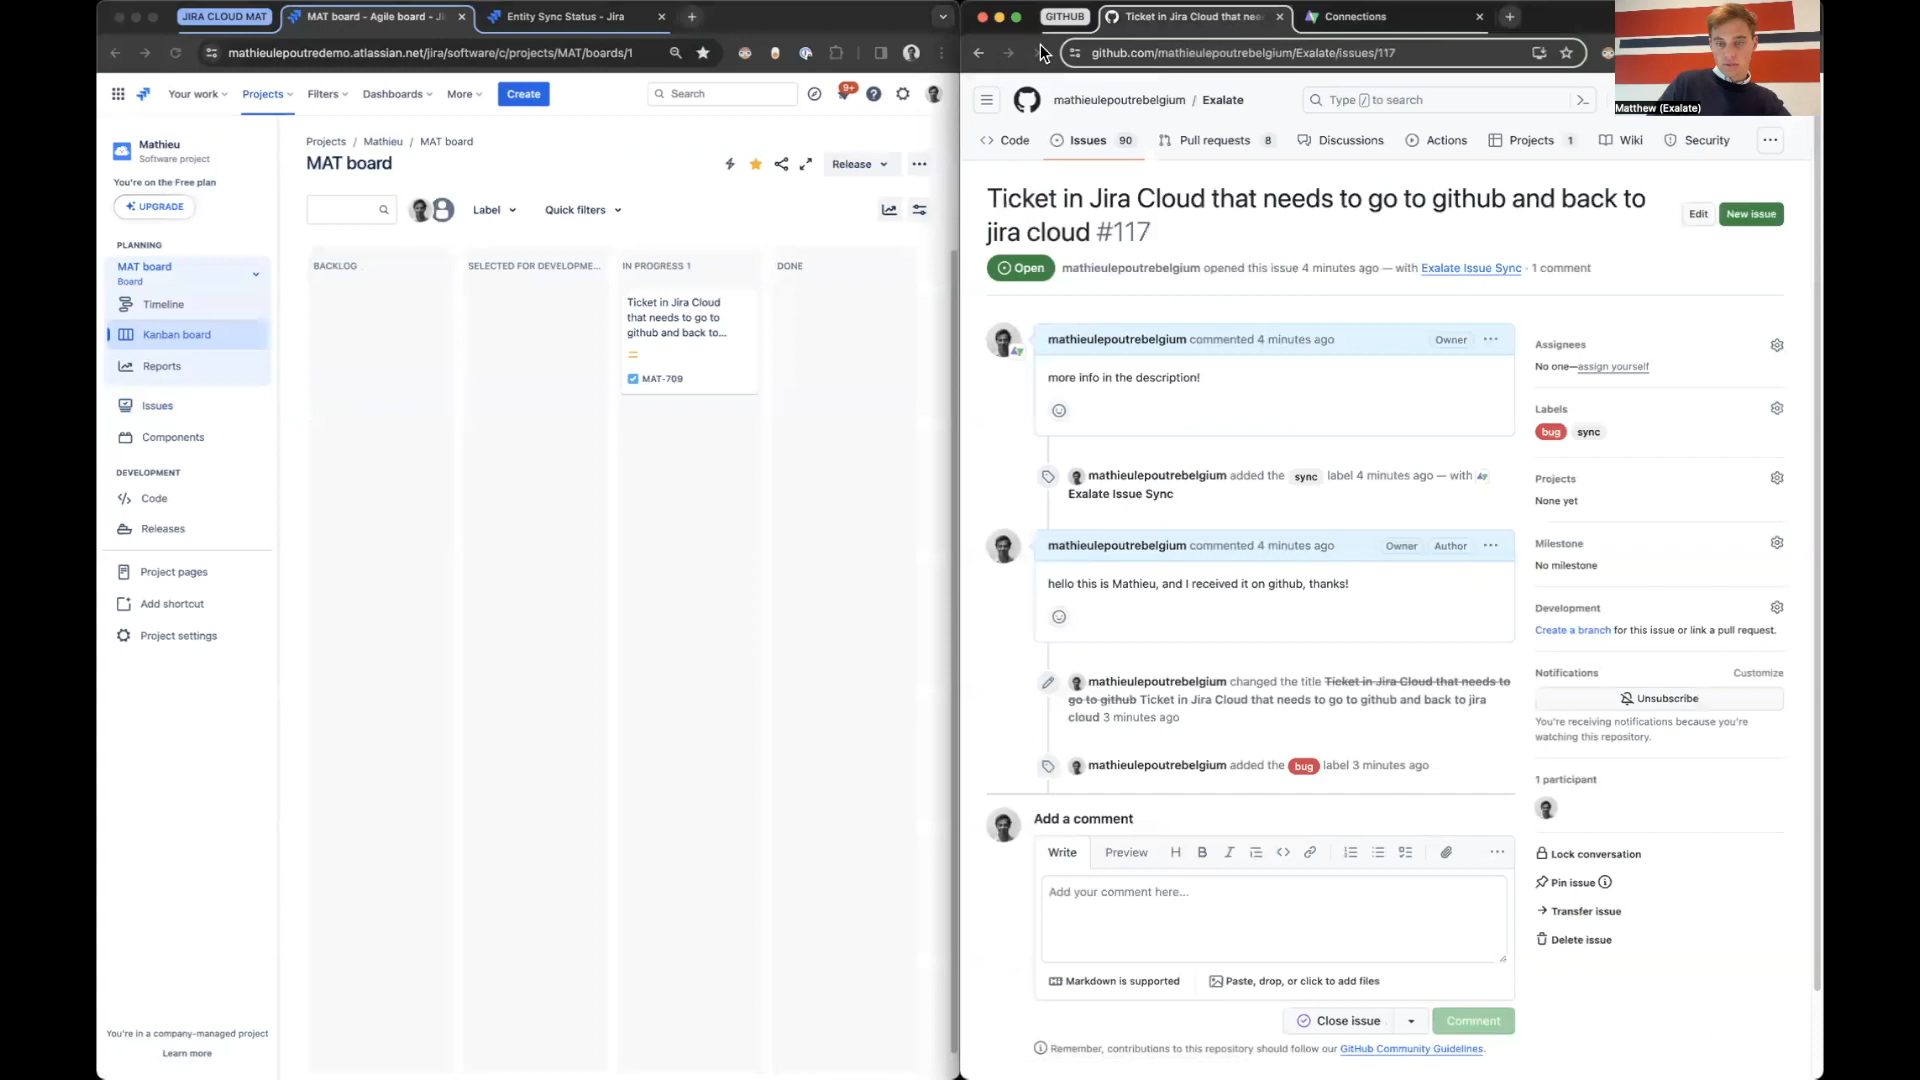 JIRA CLOUD MAT
MAT board - Agile board - Ji
Entity Sync Status - Jira
mathieulepoutredemo.atlassian.net/jira/software/c/projects/MAT/boards/1
Your work
Projects
Filters
Dashboards
More
Create
Search
9+
Mathieu
Software project
You're on the Free plan
UPGRADE
PLANNING
MAT board
Board
Timeline
Kanban board
Reports
Issues
Components
DEVELOPMENT
Code
Releases
Project pages
Add shortcut
Project settings
You're in a company-managed project
Learn more
Projects / Mathieu / MAT board
MAT board
Release
Label
Quick filters
BACKLOG
SELECTED FOR DEVELOPME...
IN PROGRESS 1
DONE
Ticket in Jira Cloud
that needs to go to
github and back to...
MAT-709
GITHUB
Ticket in Jira Cloud that nee
Connections
github.com/mathieulepoutrebelgium/Exalate/issues/117
Matthew (Exalate)
mathieulepoutrebelgium / Exalate
Type / to search
Code
Issues 90
Pull requests 8
Discussions
Actions
Projects 1
Wiki
Security
Ticket in Jira Cloud that needs to go to github and back to
jira cloud #117
Edit
New issue
Open
mathieulepoutrebelgium opened this issue 4 minutes ago — with Exalate Issue Sync · 1 comment
mathieulepoutrebelgium commented 4 minutes ago
Owner
more info in the description!
mathieulepoutrebelgium added the sync label 4 minutes ago — with
Exalate Issue Sync
mathieulepoutrebelgium commented 4 minutes ago
Owner
Author
hello this is Mathieu, and I received it on github, thanks!
mathieulepoutrebelgium changed the title Ticket in Jira Cloud that needs to
go to github Ticket in Jira Cloud that needs to go to github and back to jira
cloud 3 minutes ago
mathieulepoutrebelgium added the bug label 3 minutes ago
Add a comment
Write
Preview
Add your comment here...
Markdown is supported
Paste, drop, or click to add files
Close issue
Comment
Remember, contributions to this repository should follow our GitHub Community Guidelines.
Assignees
No one—assign yourself
Labels
bug sync
Projects
None yet
Milestone
No milestone
Development
Create a branch for this issue or link a pull request.
Notifications
Customize
Unsubscribe
You're receiving notifications because you're
watching this repository.
1 participant
Lock conversation
Pin issue
Transfer issue
Delete issue